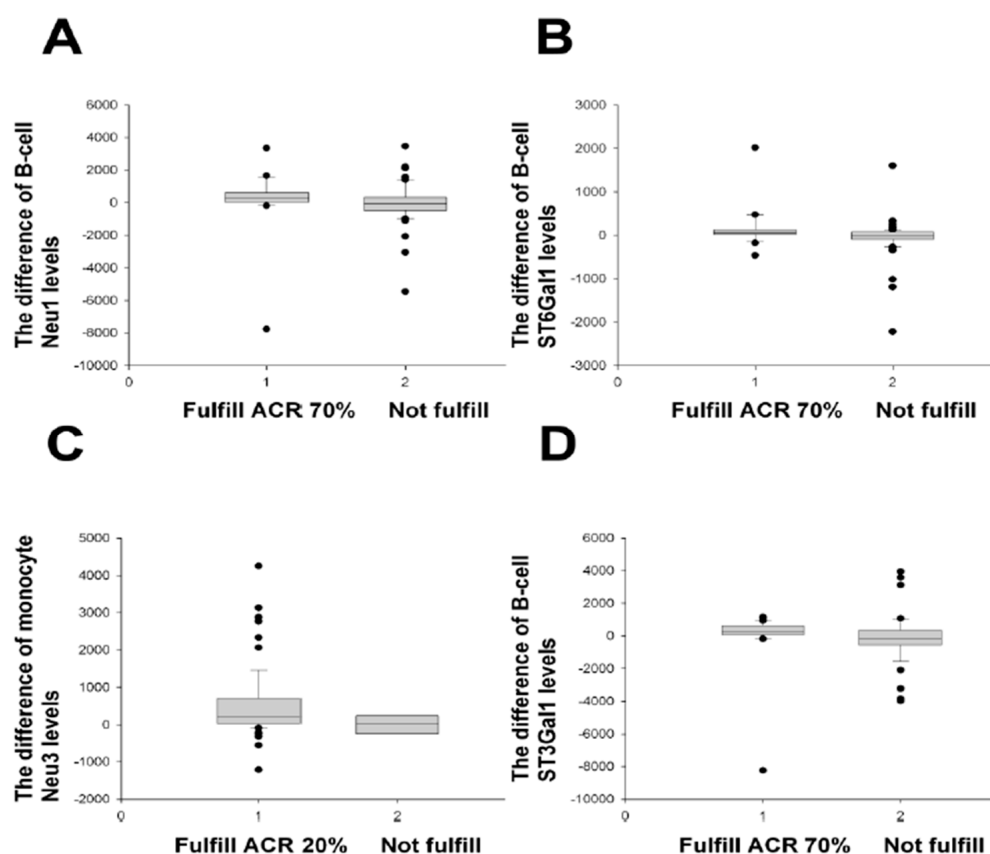 A
The difference of B-cell
Neu1 levels
6000
4000
2000
0
-2000
-4000
-6000
-8000
-10000
0
1
2
Fulfill ACR 70%
Not fulfill
B
The difference of B-cell
ST6Gal1 levels
3000
2000
1000
0
-1000
-2000
-3000
0
1
2
Fulfill ACR 70%
Not fulfill
C
The difference of monocyte
Neu3 levels
5000
4000
3000
2000
1000
0
-1000
-2000
0
1
2
Fulfill ACR 20%
Not fulfill
D
The difference of B-cell
ST3Gal1 levels
6000
4000
2000
0
-2000
-4000
-6000
-8000
-10000
0
1
2
Fulfill ACR 70%
Not fulfill